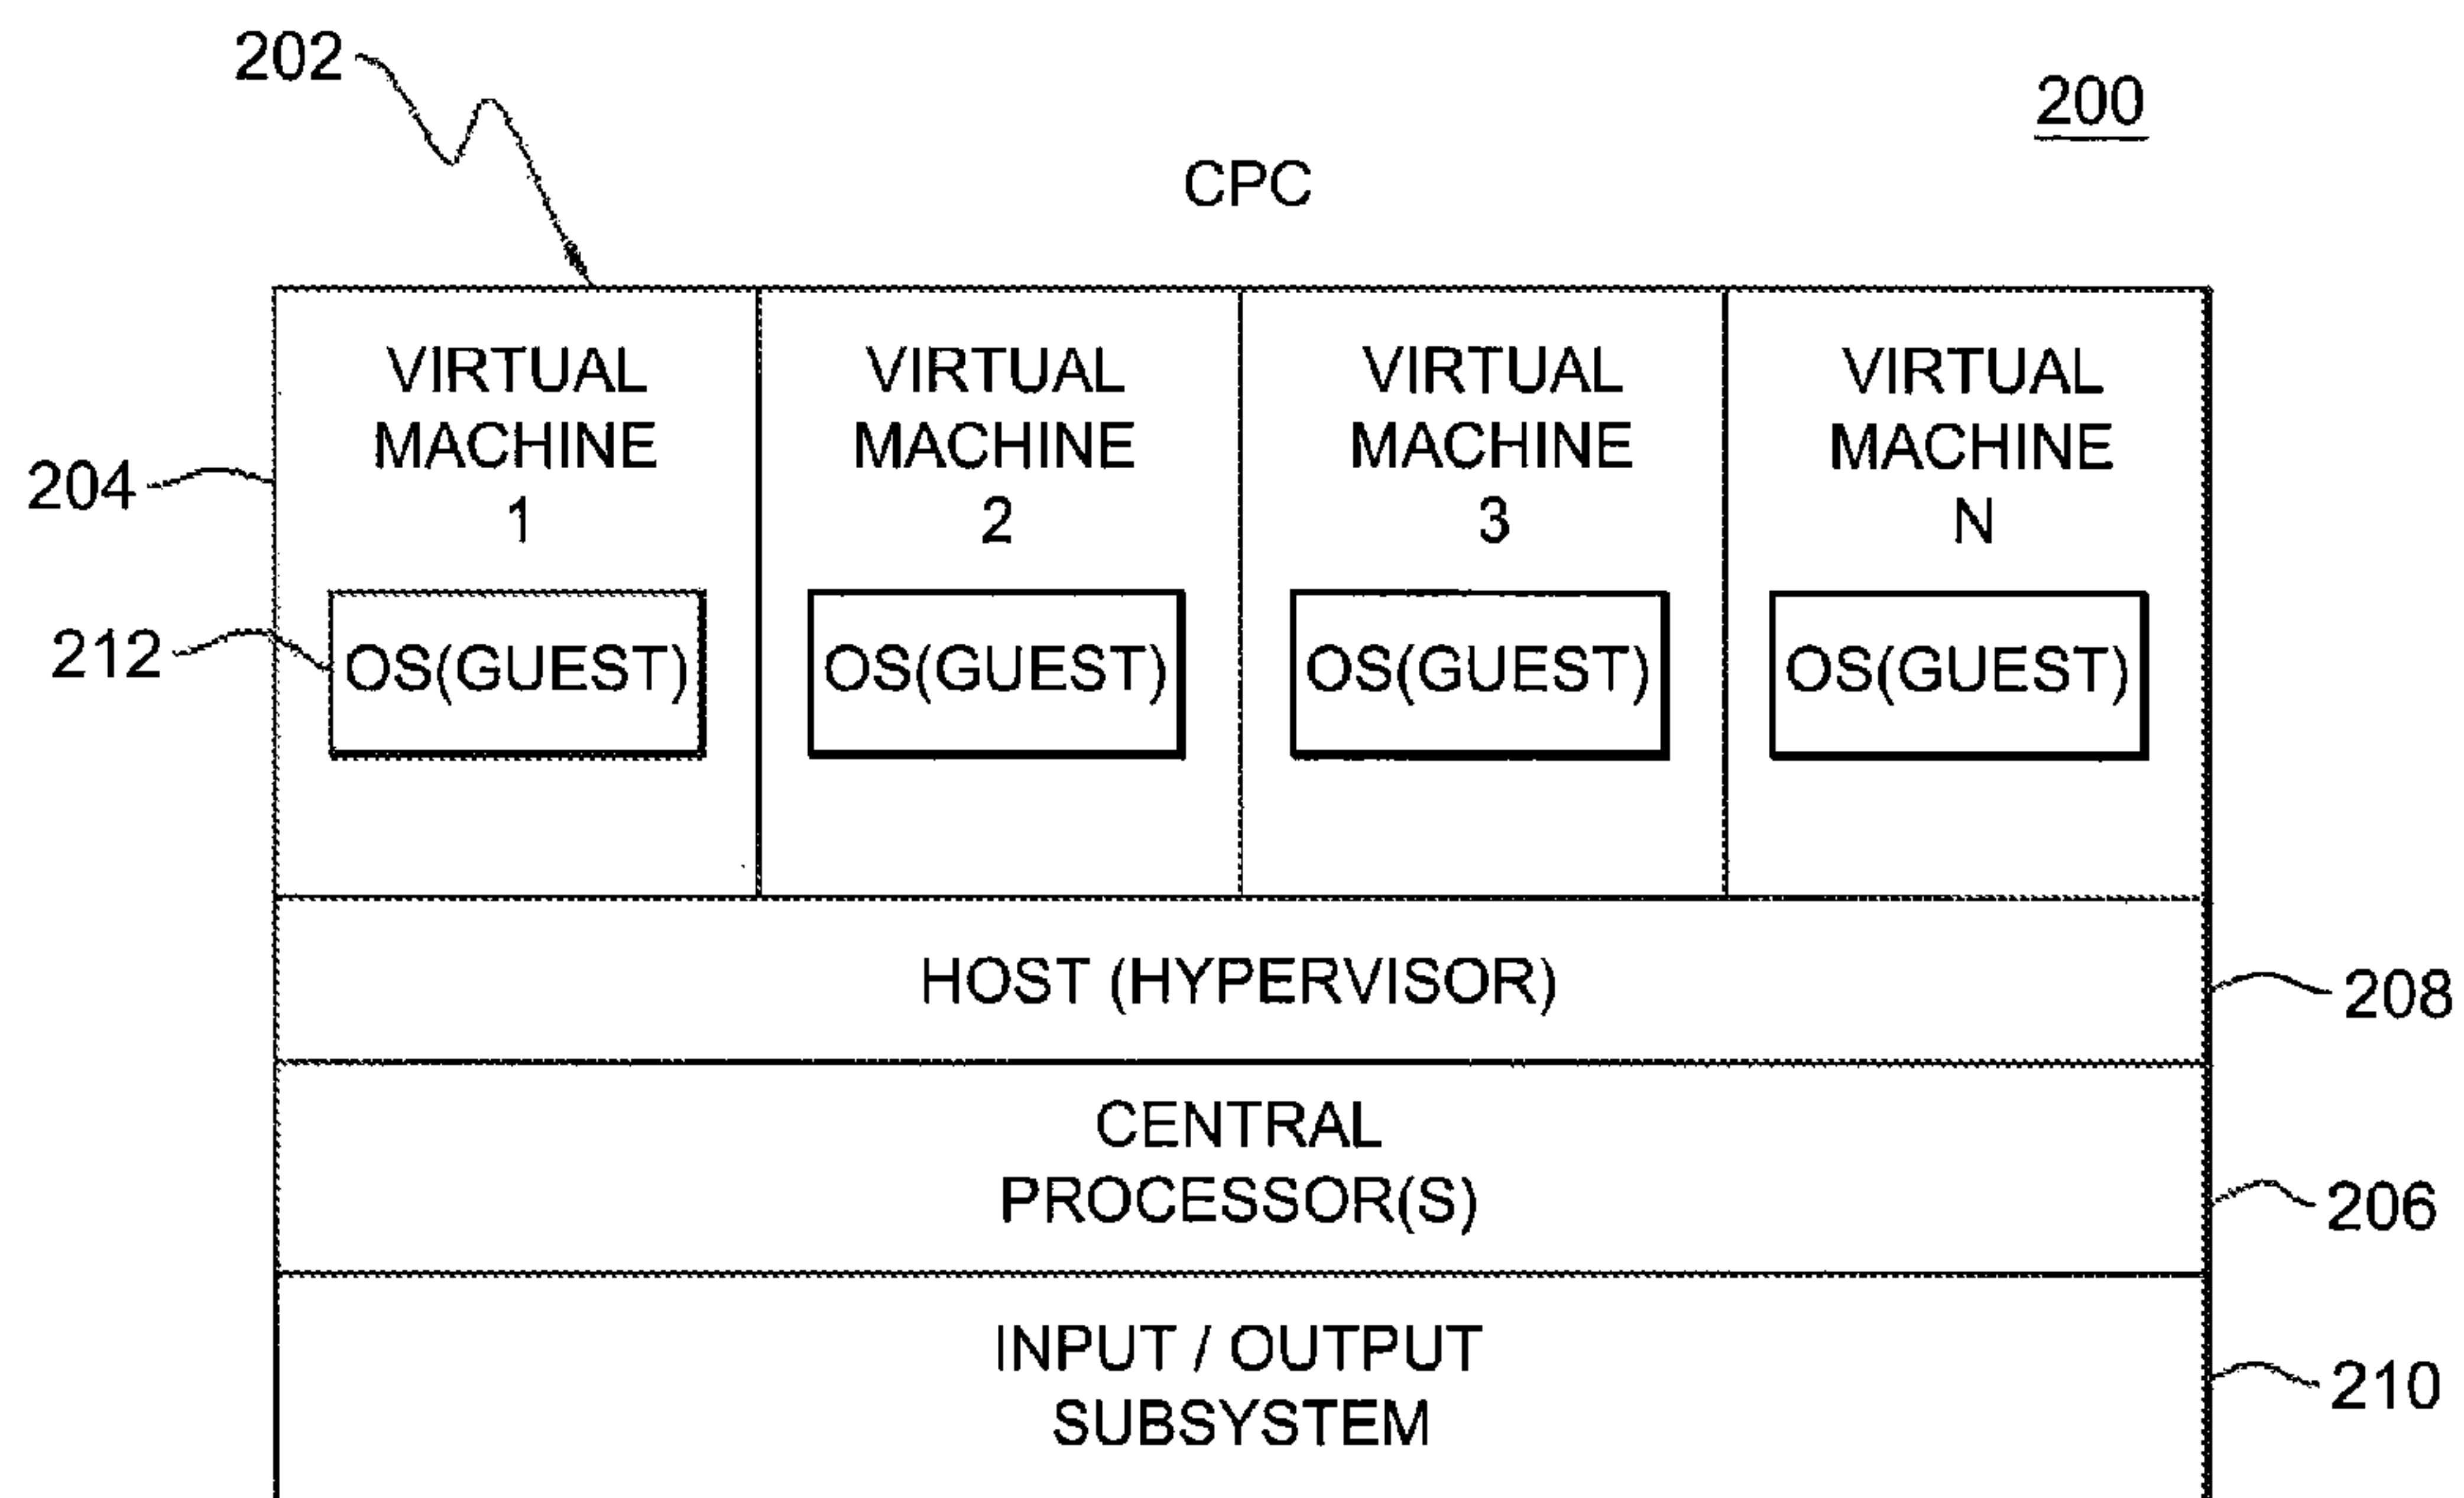 202
200
CPC
VIRTUAL
MACHINE
1
VIRTUAL
MACHINE
2
VIRTUAL
MACHINE
3
VIRTUAL
MACHINE
N
204
212
OS(GUEST)
OS(GUEST)
OS(GUEST)
OS(GUEST)
HOST (HYPERVISOR)
208
CENTRAL
PROCESSOR(S)
206
INPUT / OUTPUT
SUBSYSTEM
210